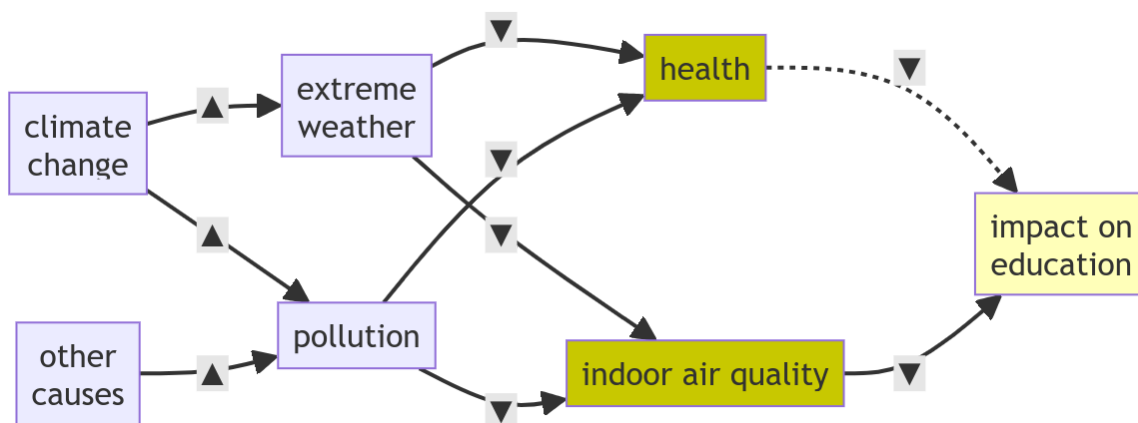 climate
change
other
causes
▲
▲
▲
extreme
weather
pollution
▼
▼
▼
▼
health
indoor air quality
▼
▼
impact on
education